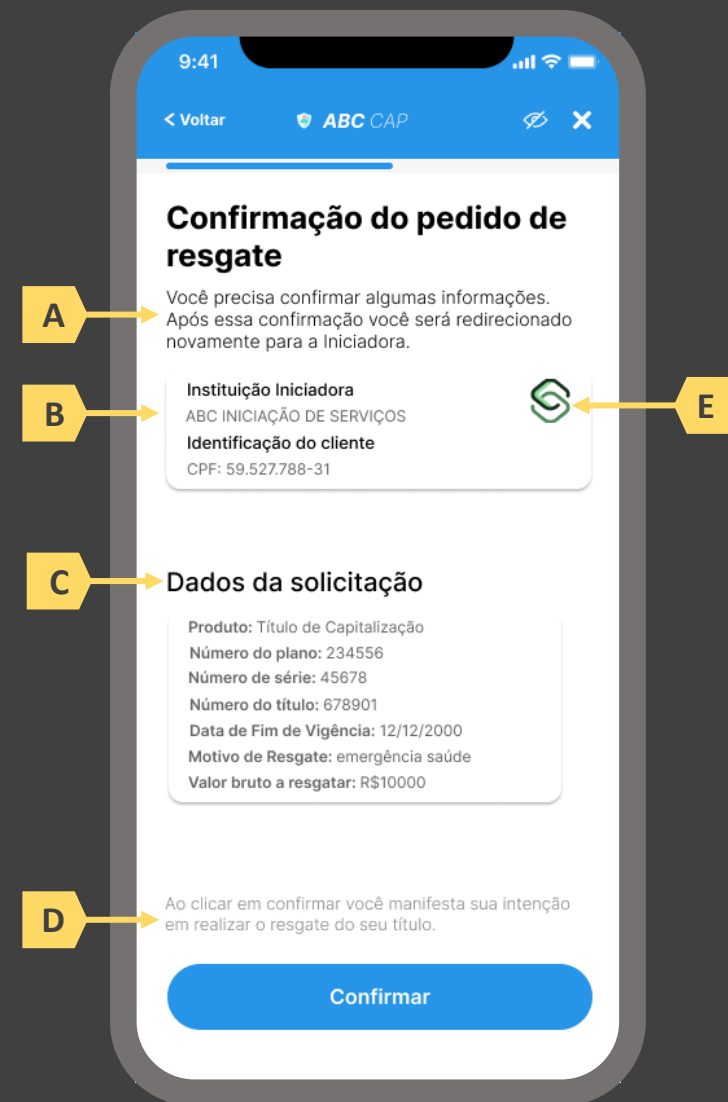 9:41
< Voltar
ABC CAP
Confirmação do pedido de
resgate
A
Você precisa confirmar algumas informações.
Após essa confirmação você será redirecionado
novamente para a Iniciadora.
B
Instituição Iniciadora
ABC INICIAÇÃO DE SERVIÇOS
Identificação do cliente
CPF: 59.527.788-31
E
C
Dados da solicitação
Produto: Título de Capitalização
Número do plano: 234556
Número de série: 45678
Número do título: 678901
Data de Fim de Vigência: 12/12/2000
Motivo de Resgate: emergência saúde
Valor bruto a resgatar: R$10000
D
Ao clicar em confirmar você manifesta sua intenção
em realizar o resgate do seu título.
Confirmar